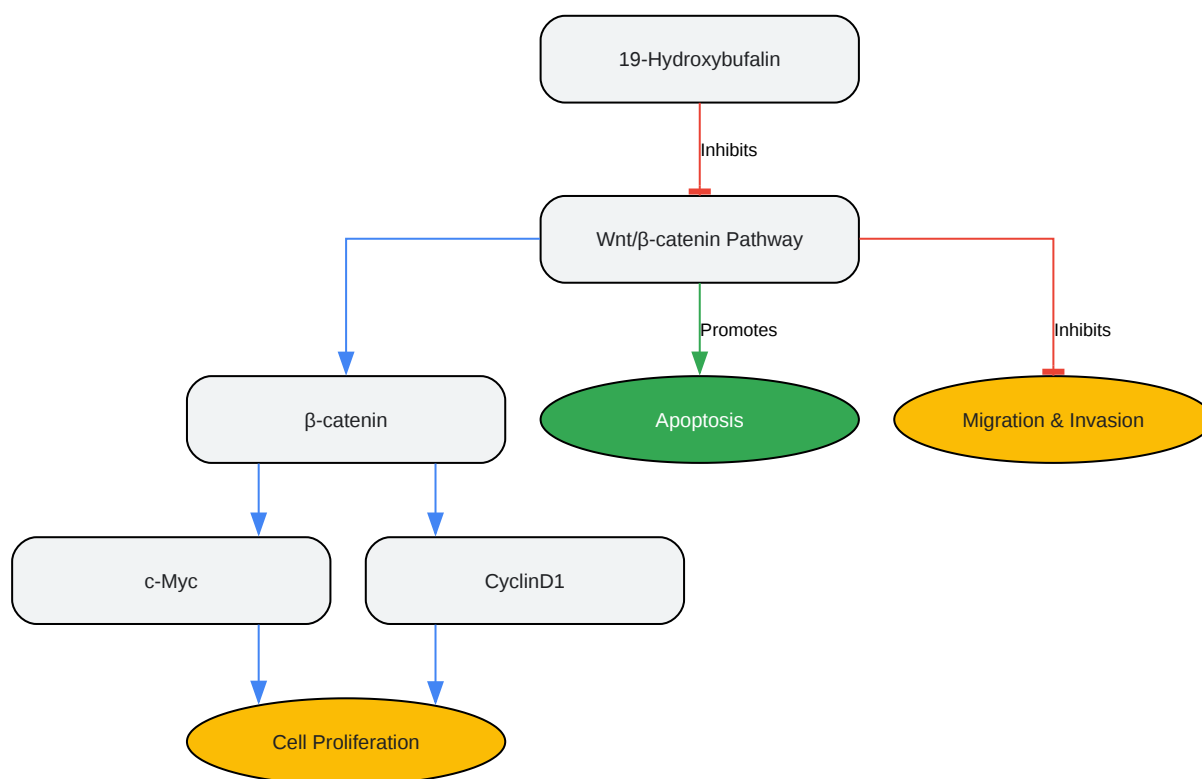 19-Hydroxybufalin
Inhibits
Wnt/β-catenin Pathway
Promotes
Inhibits
β-catenin
Apoptosis
Migration & Invasion
c-Myc
CyclinD1
Cell Proliferation